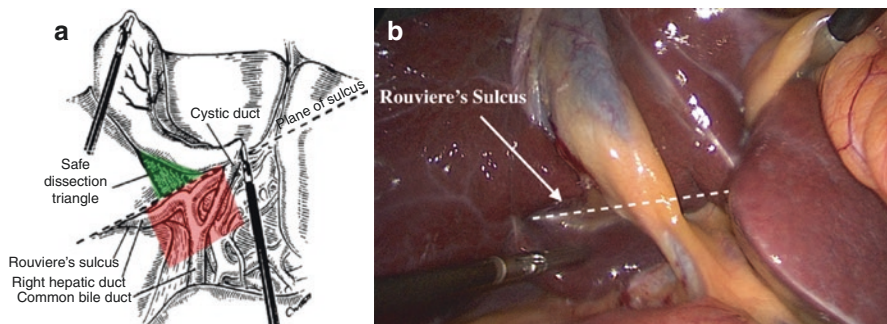 a
Cystic duct
Plane of sulcus
Safe
dissection
triangle
Rouviere's sulcus
Right hepatic duct
Common bile duct
b
Rouviere's Sulcus